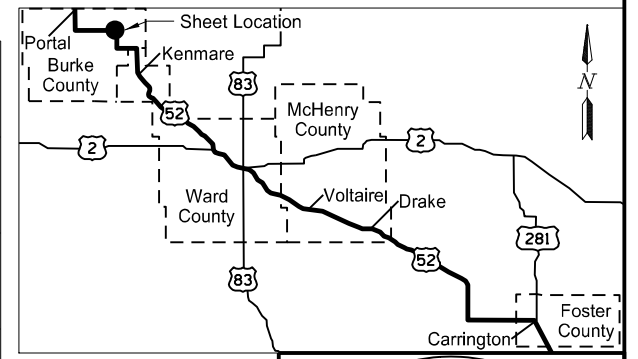 Sheet Location
Portal
Kenmare
Burke
County
83
McHenry
County
N
52
2
2
Ward
County
Voltaire
Drake
281
52
83
Foster
County
Carrington